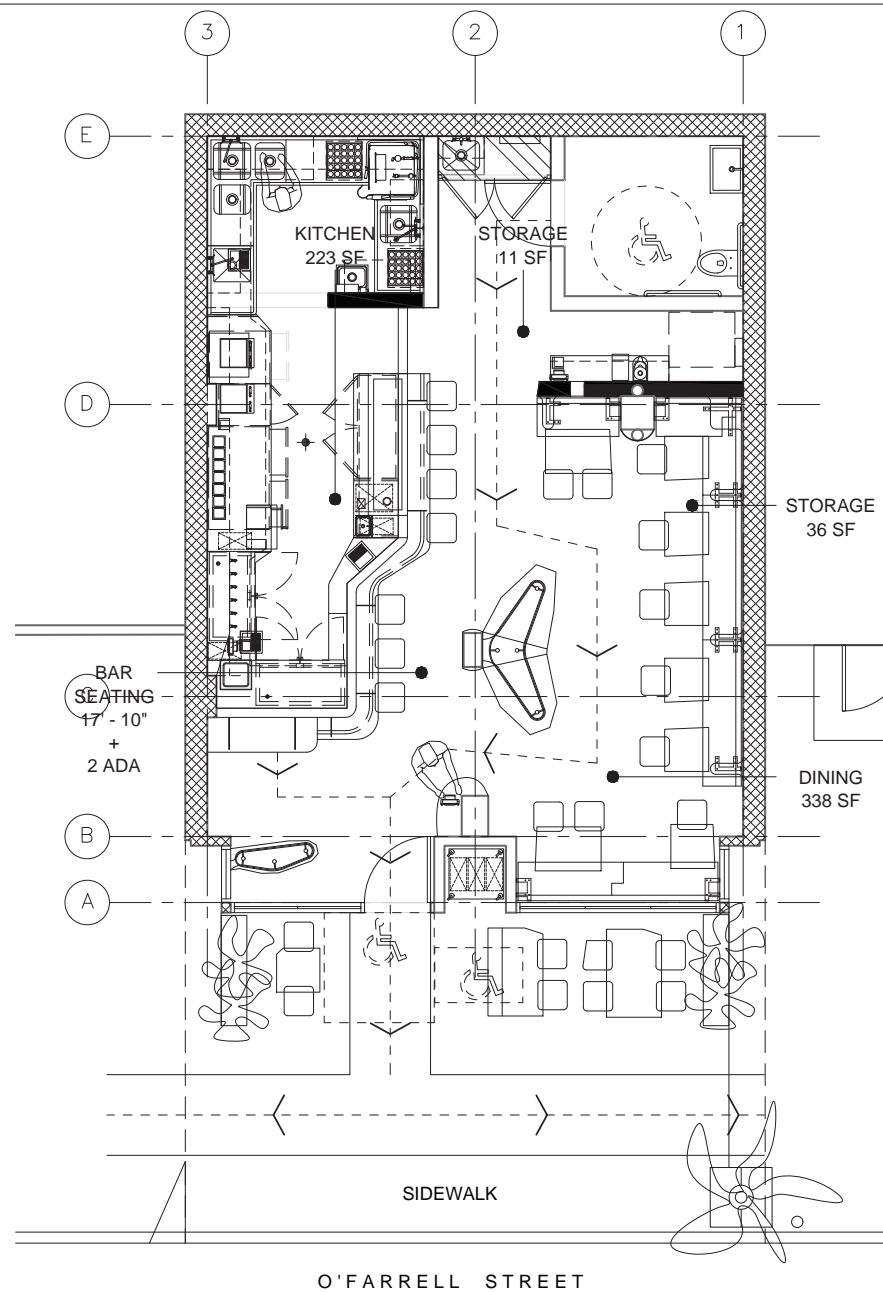 3
2
1
E
KITCHEN
223 SF
STORAGE
11 SF
D
STORAGE
36 SF
C
BAR
SEATING
17' - 10"
+
2 ADA
DINING
338 SF
B
A
SIDEWALK
O'FARRELL STREET